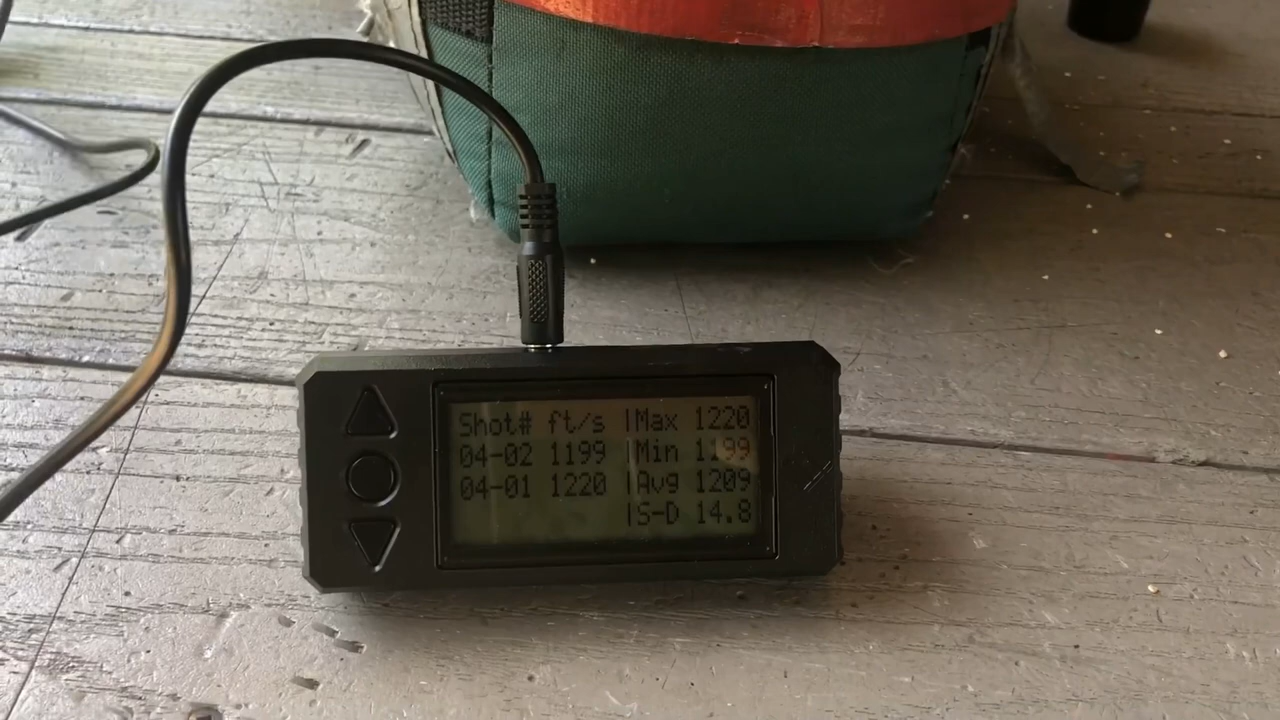 Shot# ft/s |Max 1220
04-02 1199 |Min 1199
04-01 1220 |Avg 1209
|S-D 14.8